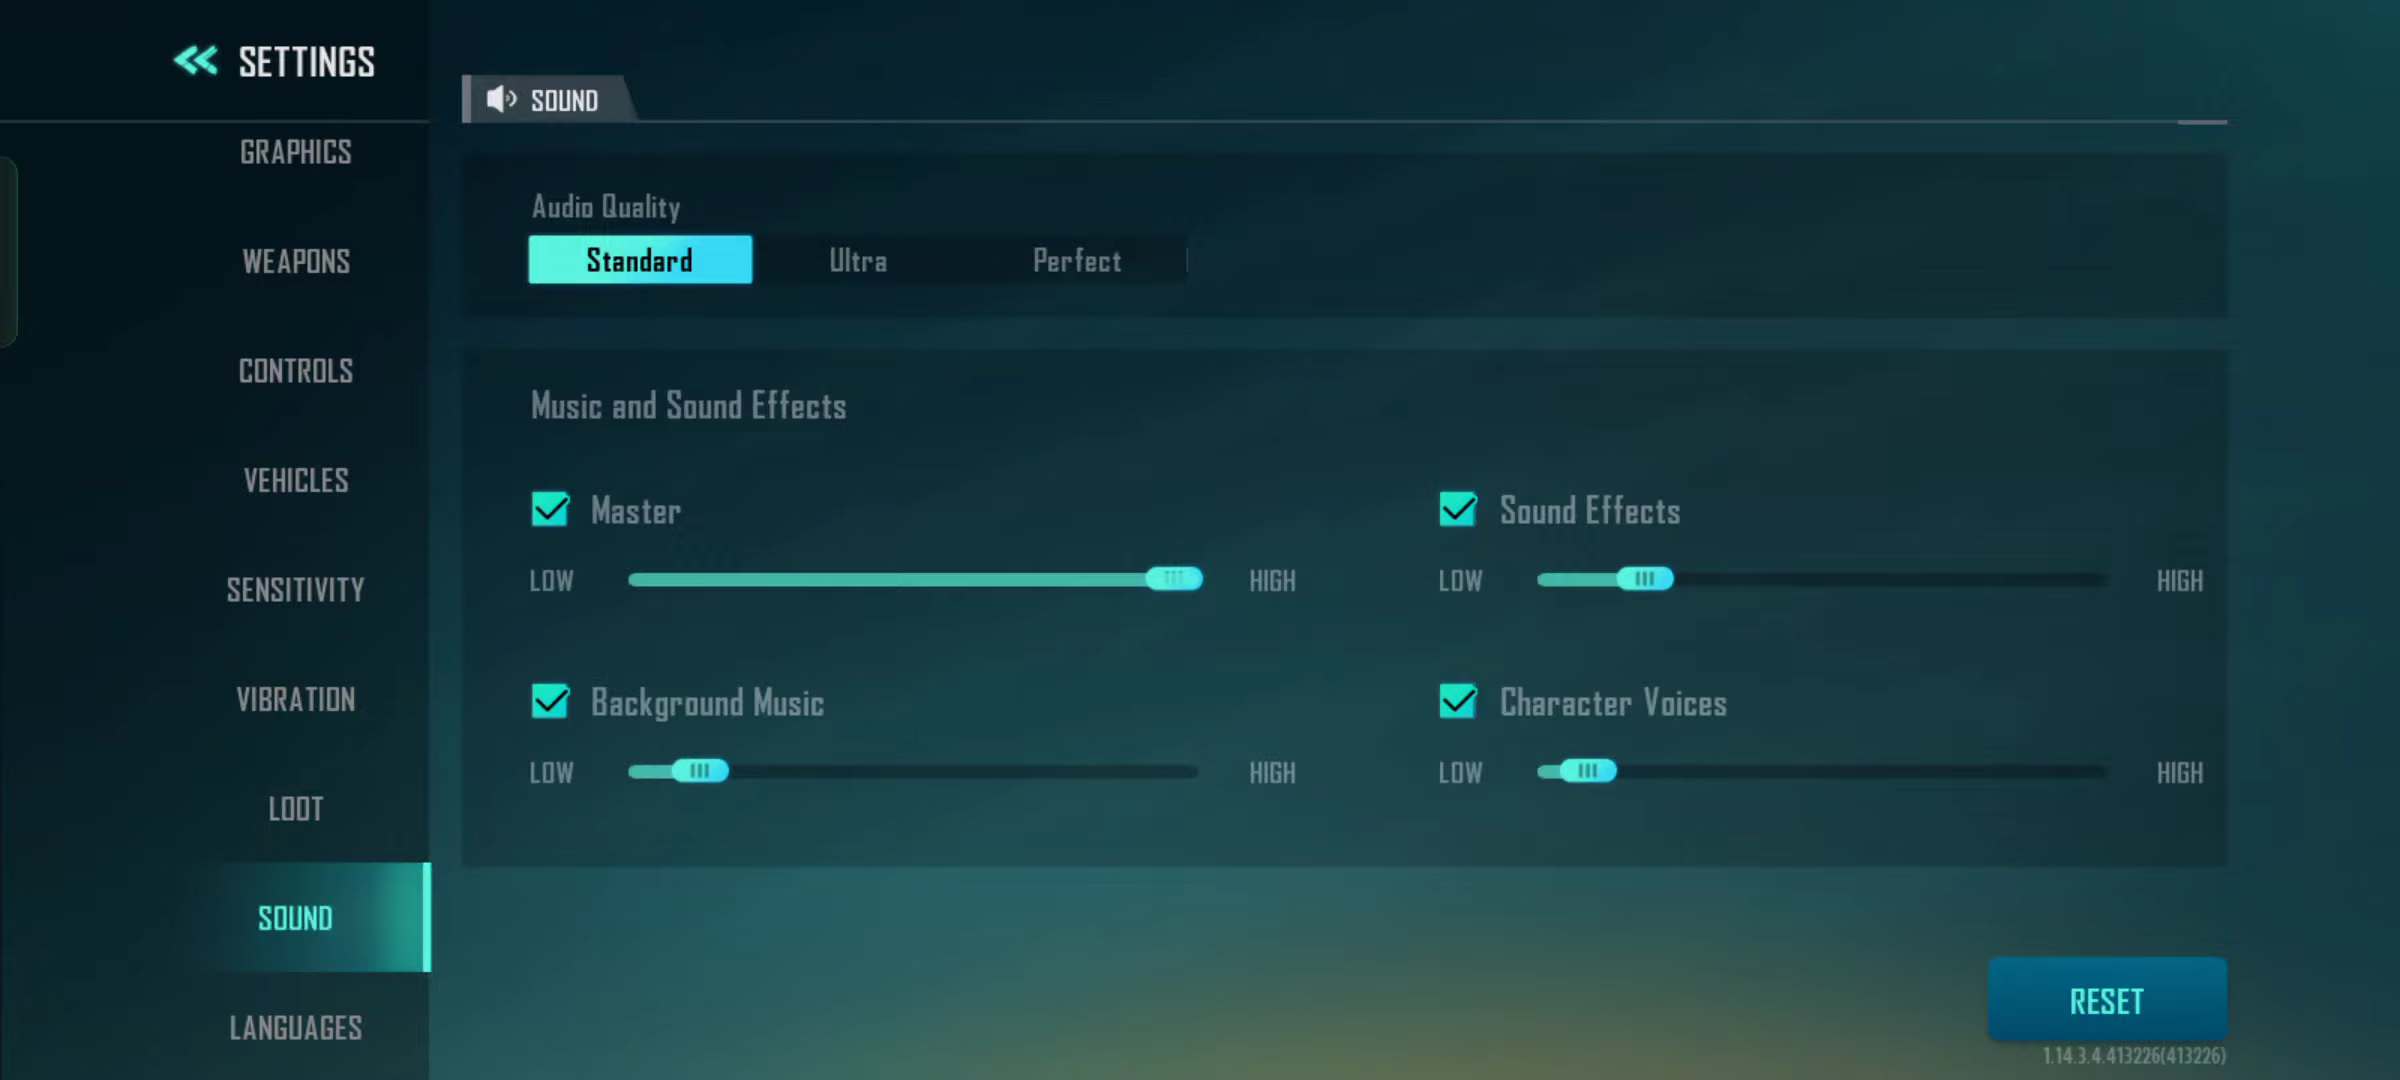 SETTINGS
SOUND
GRAPHICS
WEAPONS
CONTROLS
VEHICLES
SENSITIVITY
VIBRATION
LOOT
SOUND
LANGUAGES
Audio Quality
Standard Ultra Perfect
Music and Sound Effects
Master
LOW HIGH
Sound Effects
LOW HIGH
Background Music
LOW HIGH
Character Voices
LOW HIGH
RESET
1.14.3.4.413226(413226)